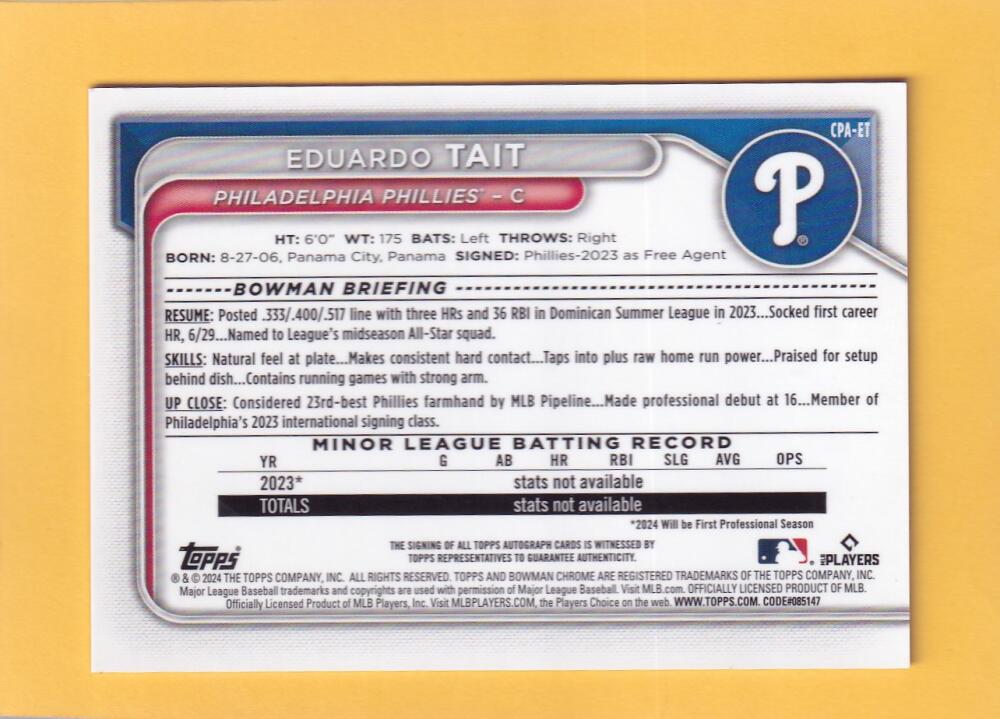 CPA-ET
EDUARDO TAIT
PHILADELPHIA PHILLIES™ – C
P®
HT: 6'0" WT: 175 BATS: Left THROWS: Right
BORN: 8-27-06, Panama City, Panama SIGNED: Phillies-2023 as Free Agent
BOWMAN BRIEFING
RESUME: Posted .333/.400/.517 line with three HRs and 36 RBI in Dominican Summer League in 2023...Socked first career
HR, 6/29...Named to League's midseason All-Star squad.
SKILLS: Natural feel at plate...Makes consistent hard contact...Taps into plus raw home run power...Praised for setup
behind dish...Contains running games with strong arm.
UP CLOSE: Considered 23rd-best Phillies farmhand by MLB Pipeline...Made professional debut at 16...Member of
Philadelphia's 2023 international signing class.
MINOR LEAGUE BATTING RECORD
YR G AB HR RBI SLG AVG OPS
2023* stats not available
TOTALS stats not available
*2024 Will be First Professional Season
topps®
THE SIGNING OF ALL TOPPS AUTOGRAPH CARDS IS WITNESSED BY
TOPPS REPRESENTATIVES TO GUARANTEE AUTHENTICITY.
MLB PLAYERS
® & © 2024 THE TOPPS COMPANY, INC. ALL RIGHTS RESERVED. TOPPS AND BOWMAN CHROME ARE REGISTERED TRADEMARKS OF THE TOPPS COMPANY, INC.
Major League Baseball trademarks and copyrights are used with permission of Major League Baseball. Visit MLB.com. OFFICIALLY LICENSED PRODUCT OF MLB.
Officially Licensed Product of MLB Players, Inc. Visit MLBPLAYERS.COM, the Players Choice on the web. WWW.TOPPS.COM. CODE#085147